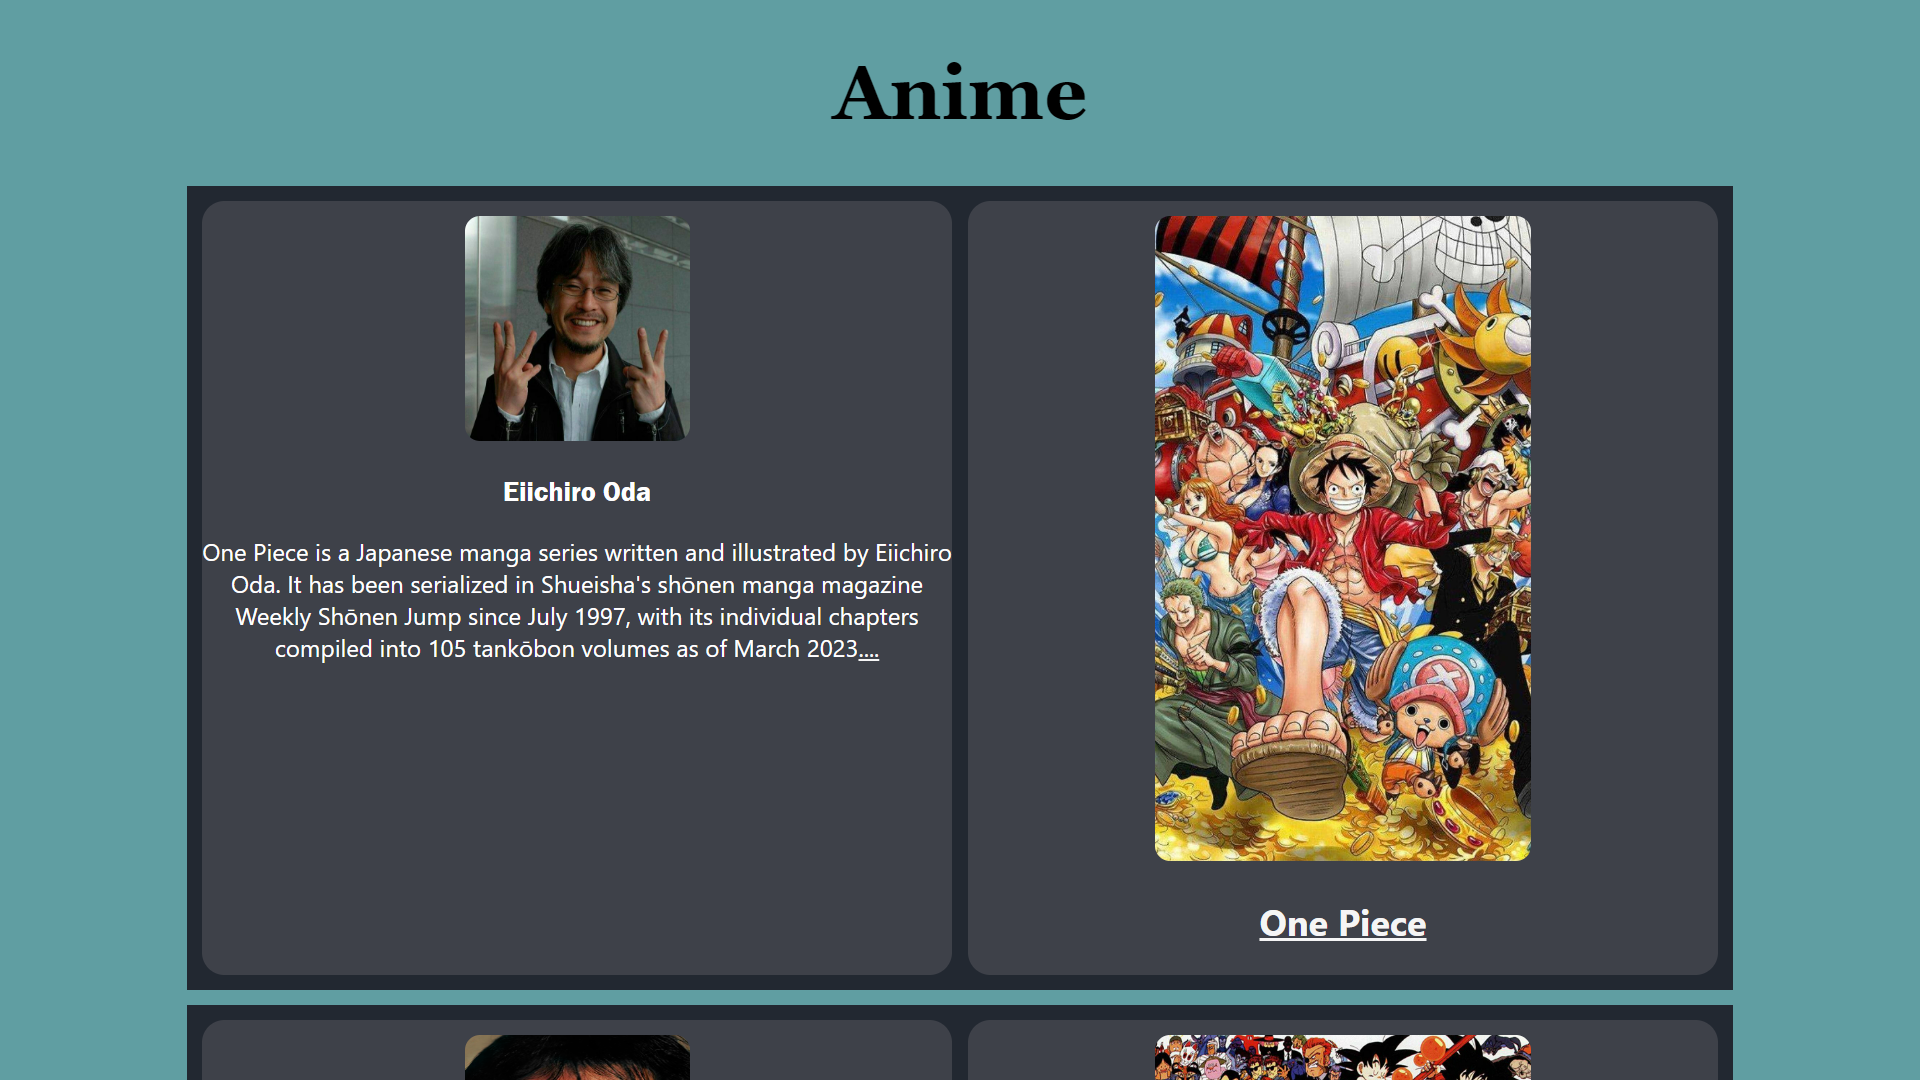 Anime
Eiichiro Oda
One Piece is a Japanese manga series written and illustrated by Eiichiro
Oda. It has been serialized in Shueisha's shōnen manga magazine
Weekly Shōnen Jump since July 1997, with its individual chapters
compiled into 105 tankōbon volumes as of March 2023....
One Piece